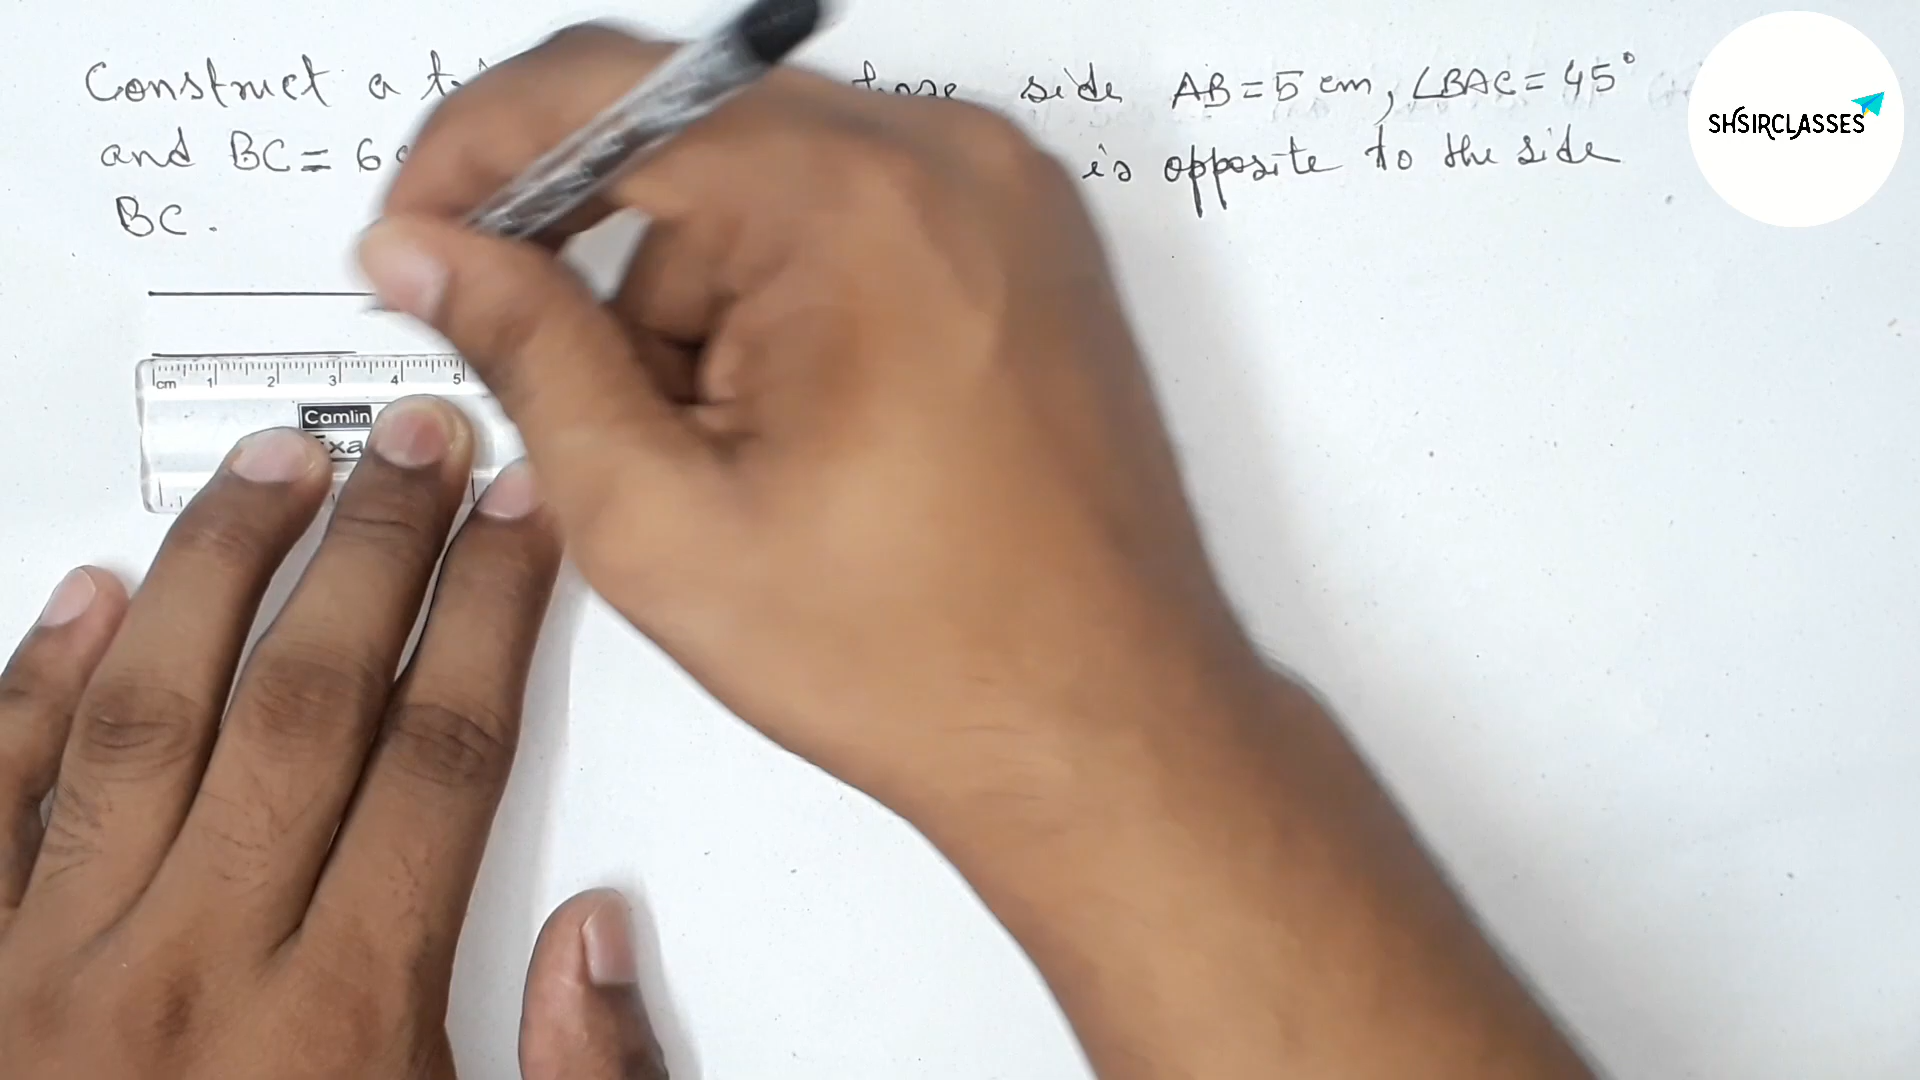 Construct a side AB = 5 cm, ∠BAC = 45°
and BC = 6 is opposite to the side
BC.
SHSIRCLASSES
cm 1 2 3 4 5
Camlin